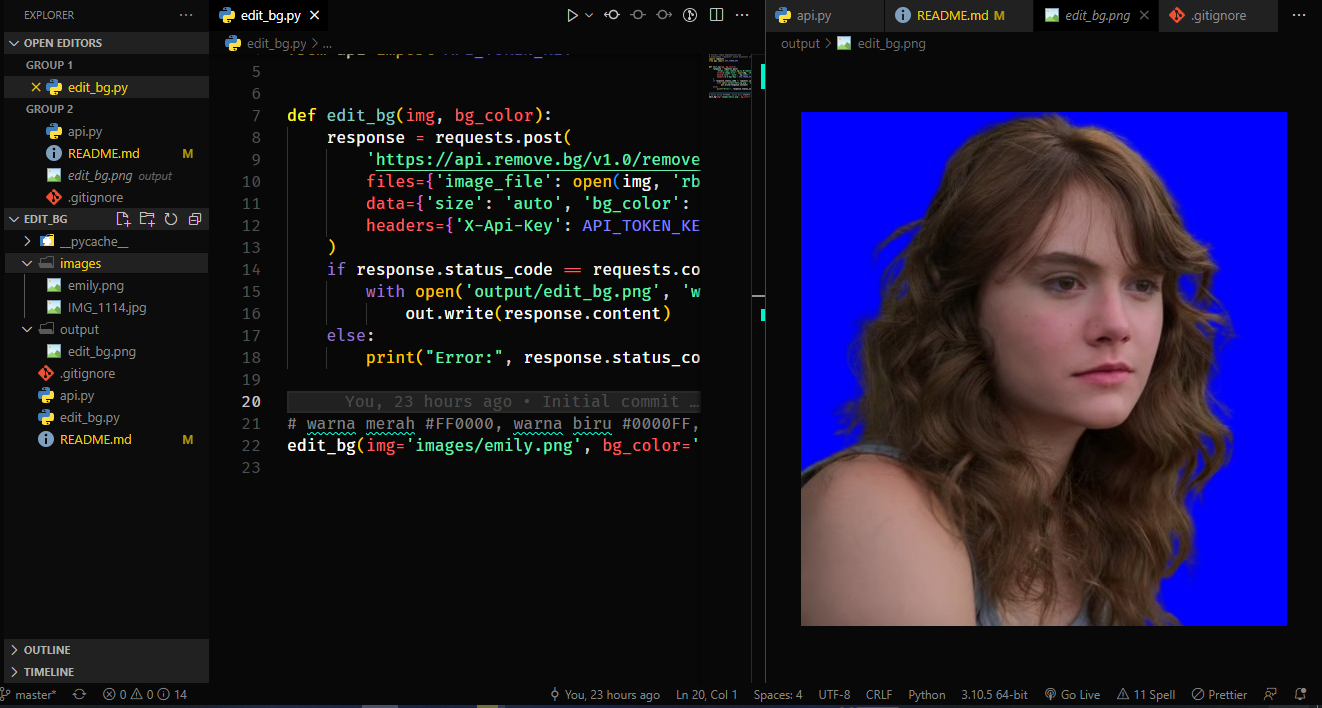 EXPLORER
···
OPEN EDITORS
GROUP 1
edit_bg.py
GROUP 2
api.py
README.md M
edit_bg.png output
.gitignore
EDIT_BG
__pycache__
images
emily.png
IMG_1114.jpg
output
edit_bg.png
.gitignore
api.py
edit_bg.py
README.md M
OUTLINE
TIMELINE
edit_bg.py
edit_bg.py > ...
5
6
7 def edit_bg(img, bg_color):
8 response = requests.post(
9 'https://api.remove.bg/v1.0/remove
10 files={'image_file': open(img, 'rb
11 data={'size': 'auto', 'bg_color':
12 headers={'X-Api-Key': API_TOKEN_KE
13 )
14 if response.status_code == requests.co
15 with open('output/edit_bg.png', 'w
16 out.write(response.content)
17 else:
18 print("Error:", response.status_co
19
20 You, 23 hours ago • Initial commit …
21 # warna merah #FF0000, warna biru #0000FF,
22 edit_bg(img='images/emily.png', bg_color='
23
api.py
README.md M
edit_bg.png
.gitignore
output > edit_bg.png
master* 0 0 14 You, 23 hours ago Ln 20, Col 1 Spaces: 4 UTF-8 CRLF Python 3.10.5 64-bit Go Live 11 Spell Prettier